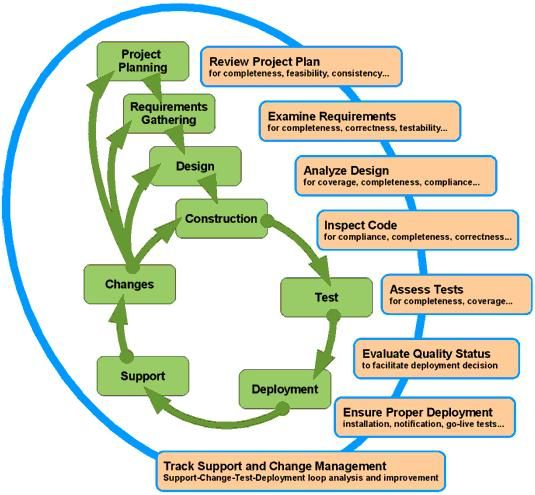 Project
Planning
Review Project Plan
for completeness, feasibility, consistency...
Requirements
Gathering
Examine Requirements
for completeness, correctness, testability...
Design
Analyze Design
for coverage, completeness, compliance...
Construction
Inspect Code
for compliance, completeness, correctness...
Changes
Test
Assess Tests
for completeness, coverage...
Evaluate Quality Status
to facilitate deployment decision
Support
Deployment
Ensure Proper Deployment
installation, notification, go-live tests...
Track Support and Change Management
Support-Change-Test-Deployment loop analysis and improvement